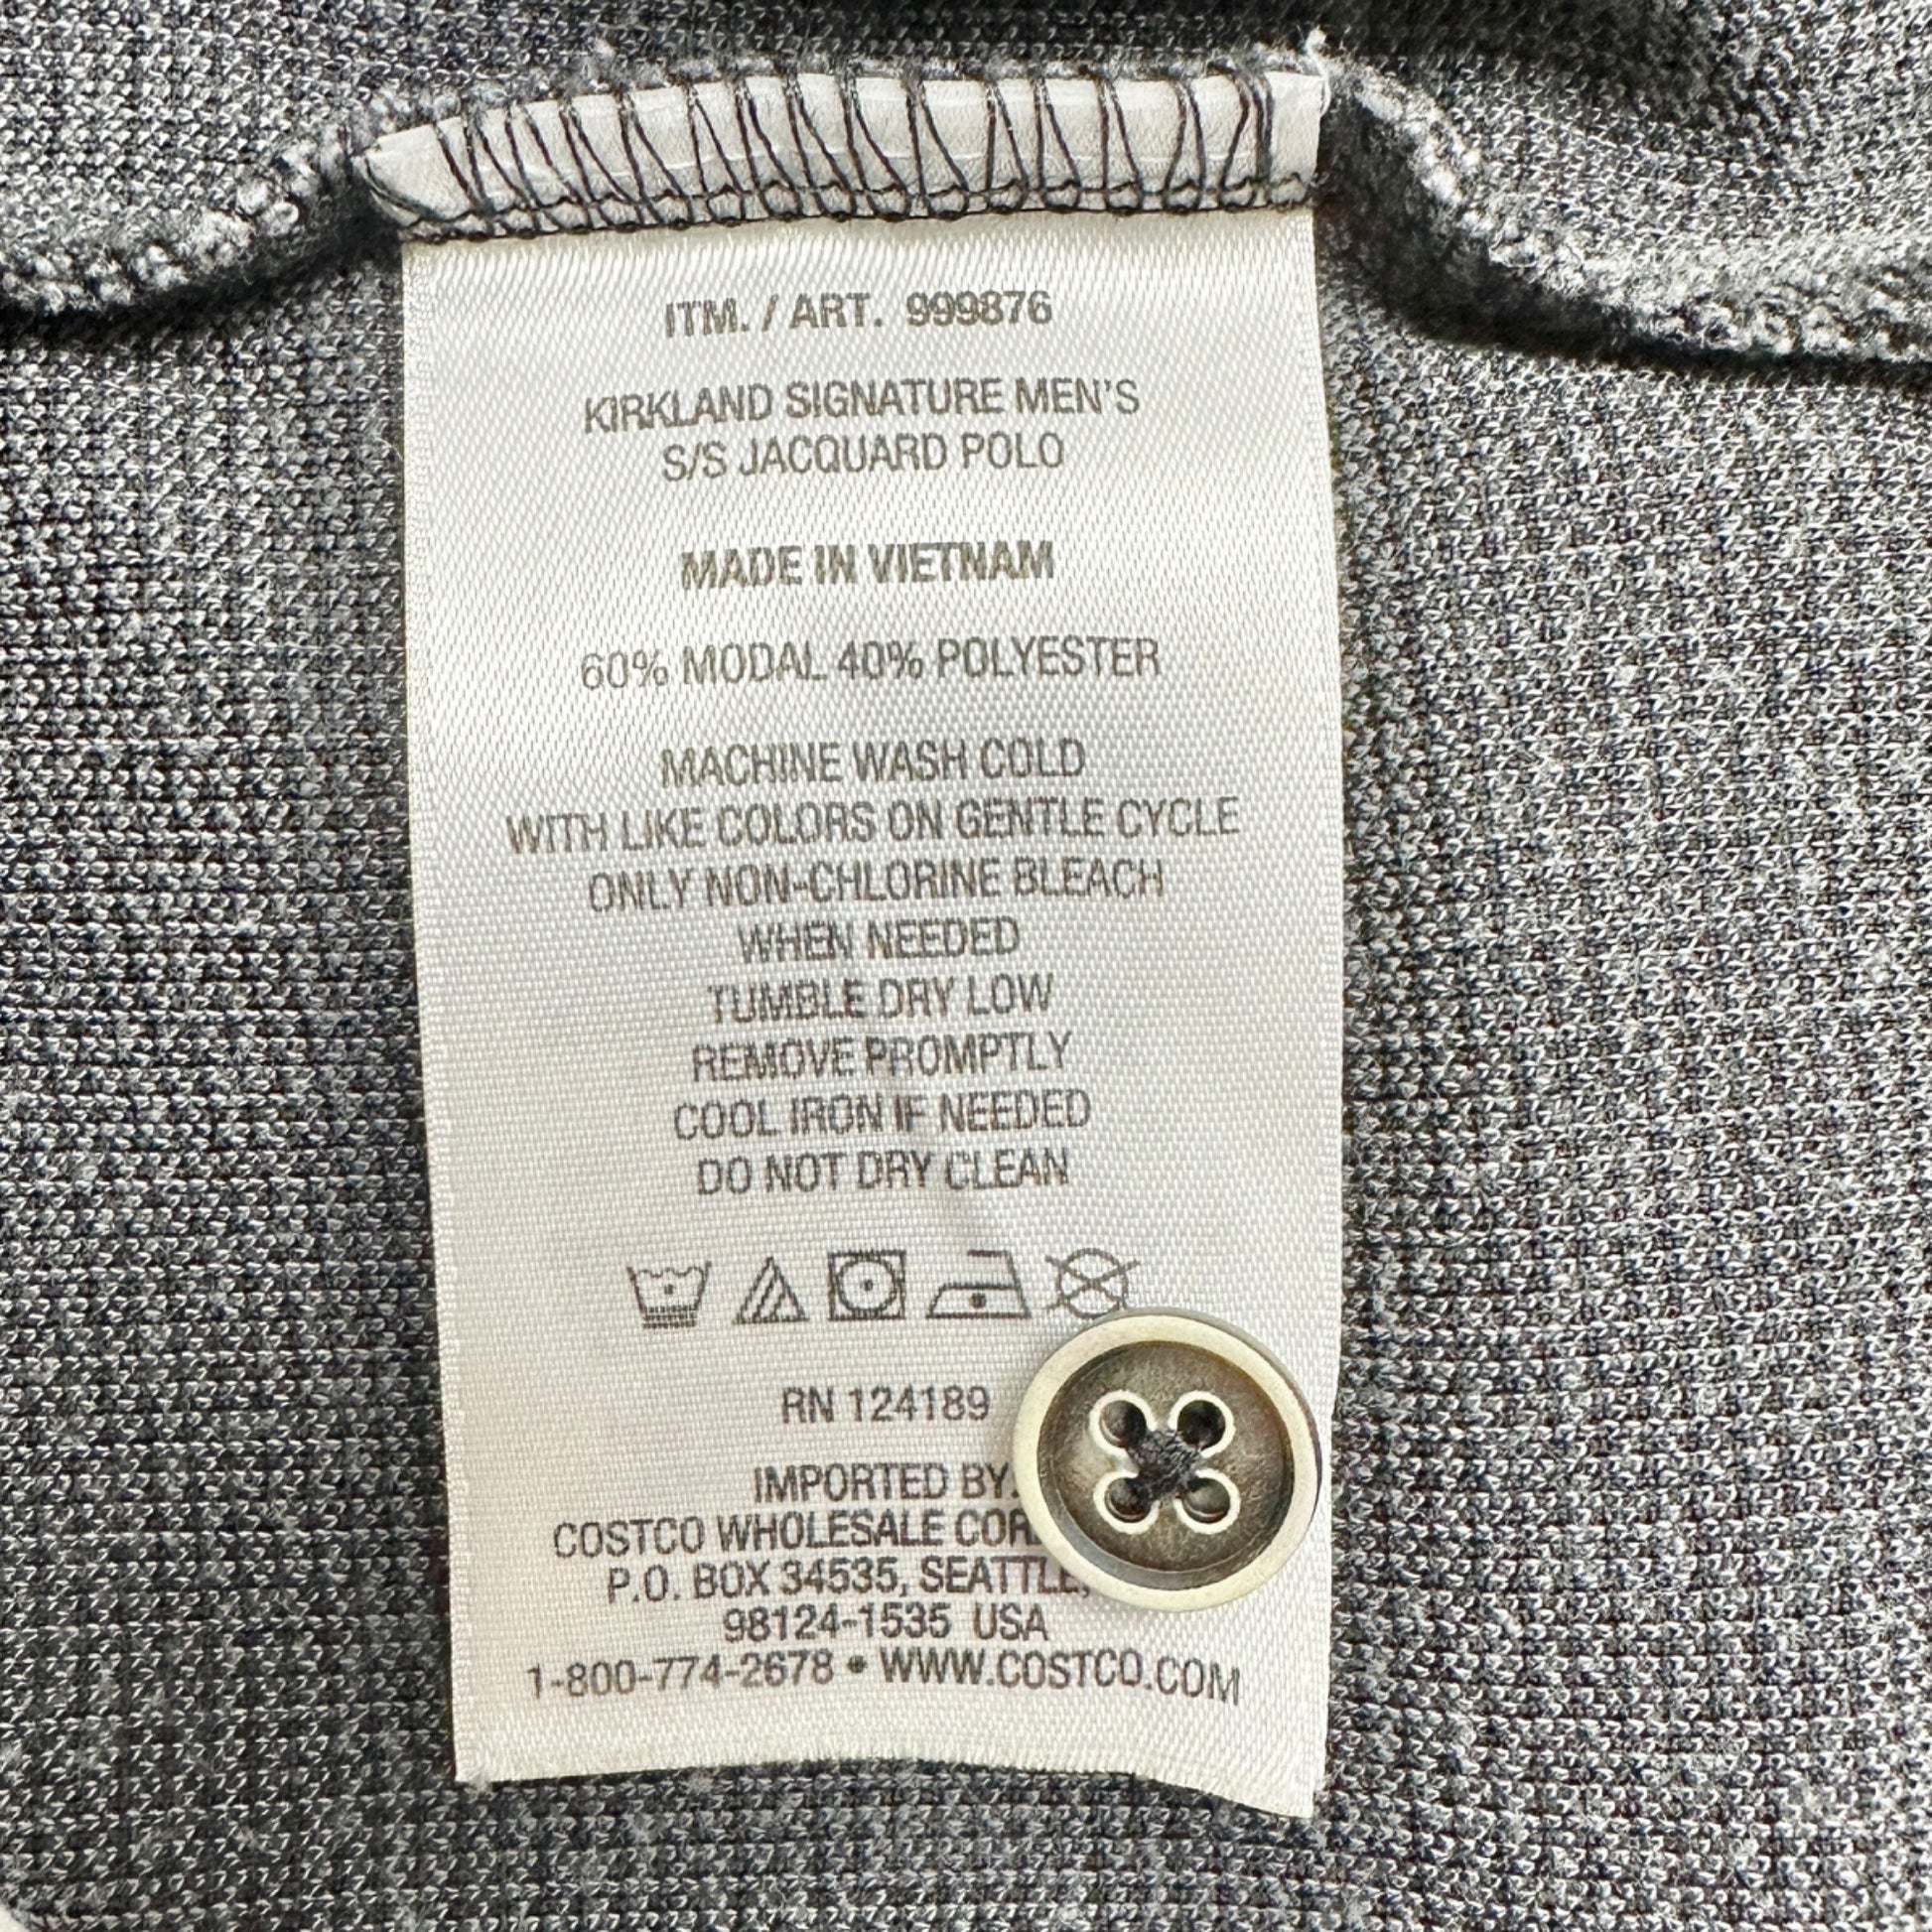 ITM. / ART. 999876
KIRKLAND SIGNATURE MEN'S
S/S JACQUARD POLO
MADE IN VIETNAM
60% MODAL 40% POLYESTER
MACHINE WASH COLD
WITH LIKE COLORS ON GENTLE CYCLE
ONLY NON-CHLORINE BLEACH
WHEN NEEDED
TUMBLE DRY LOW
REMOVE PROMPTLY
COOL IRON IF NEEDED
DO NOT DRY CLEAN
RN 124189
IMPORTED BY:
COSTCO WHOLESALE
P.O. BOX 34535, SEATTLE,
98124-1535 USA
1-800-774-2678 • WWW.COSTCO.COM